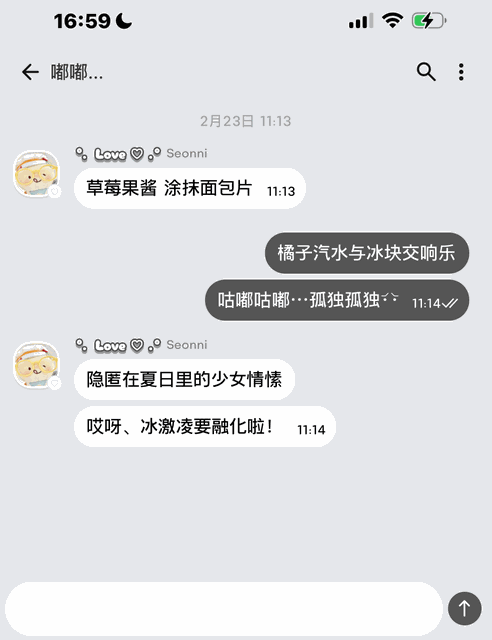 16:59
嘟嘟...
2月23日 11:13
Love Seonni
草莓果酱 涂抹面包片 11:13
橘子汽水与冰块交响乐
咕嘟咕嘟…孤独孤独 11:14
Love Seonni
隐匿在夏日里的少女情愫
哎呀、冰激凌要融化啦！ 11:14